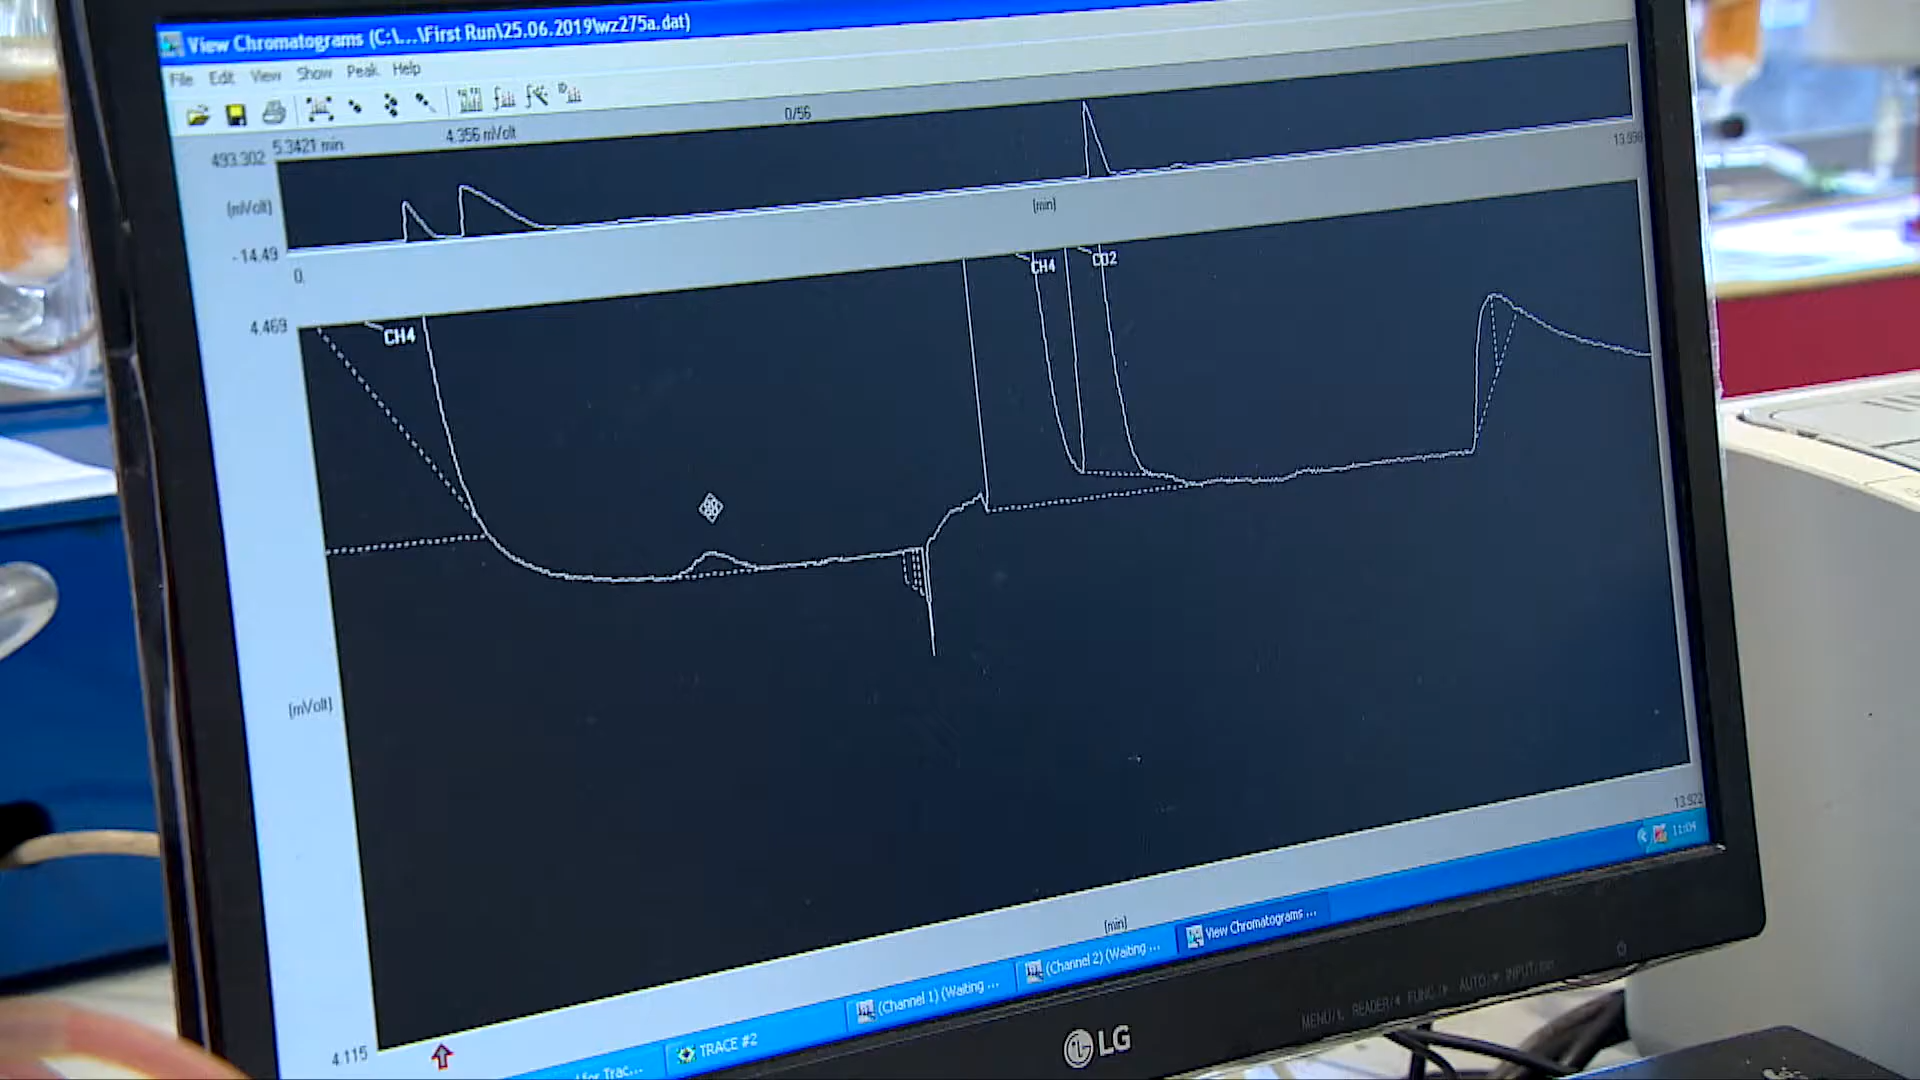 View Chromatograms (C:\...\First Run\25.06.2019\wz275a.dat)
File Edit View Show Peak Help
5.3421 min 4.356 mVolt 0/56
493.302
(mVolt)
-14.49
0.
(min)
4.469
CH4
CH4
CO2
(mVolt)
4.115
(min)
13.922
TRACE #2
(Channel 1) (Waiting ...
(Channel 2) (Waiting ...
View Chromatograms ...
11:04
LG